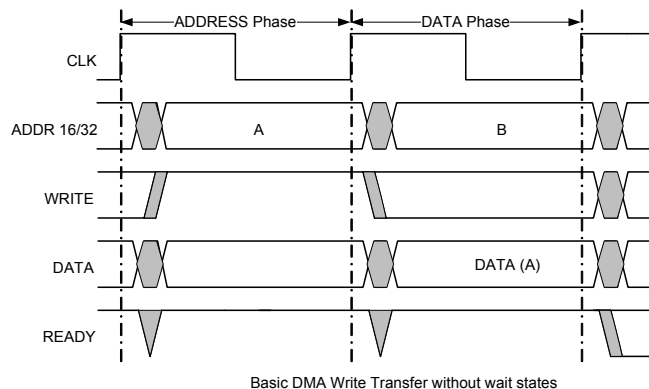 ADDRESS Phase DATA Phase
CLK
ADDR 16/32 A B
WRITE
DATA DATA (A)
READY
Basic DMA Write Transfer without wait states